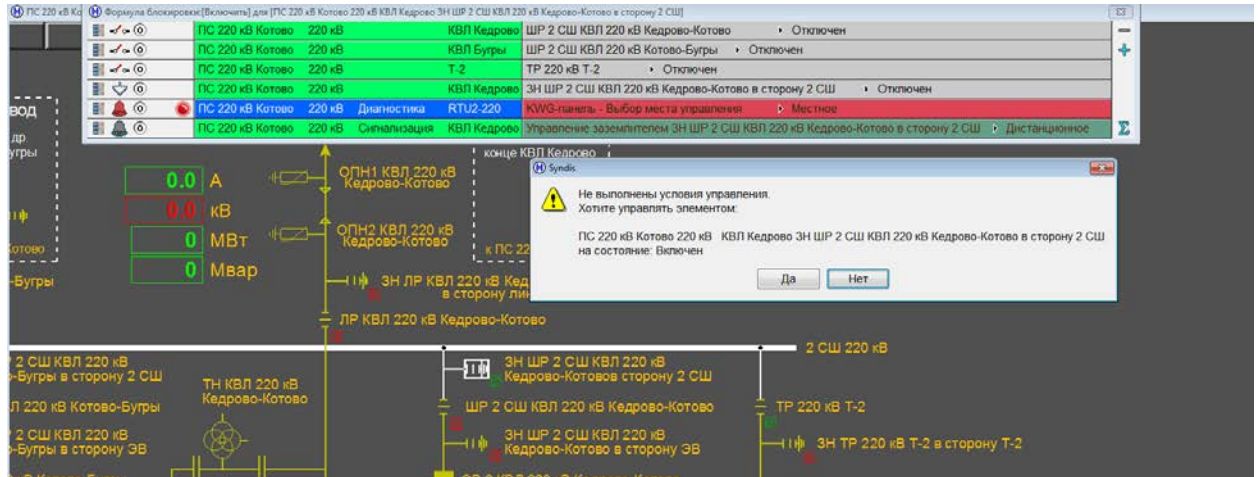 ПС 220 кВ Ко
Формула блокировки:[Включить] для [ПС 220 кВ Котово 220 кВ КВЛ Кедрово ЗН ШР 2 СШ КВЛ 220 кВ Кедрово-Котово в сторону 2 СШ]
ПС 220 кВ Котово 220 кВ КВЛ Кедрово ШР 2 СШ КВЛ 220 кВ Кедрово-Котово Отключен
ПС 220 кВ Котово 220 кВ КВЛ Бугры ШР 2 СШ КВЛ 220 кВ Котово-Бугры Отключен
ПС 220 кВ Котово 220 кВ Т-2 ТР 220 кВ Т-2 Отключен
ПС 220 кВ Котово 220 кВ КВЛ Кедрово ЗН ШР 2 СШ КВЛ 220 кВ Кедрово-Котово в сторону 2 СШ Отключен
ПС 220 кВ Котово 220 кВ Диагностика RTU2-220 KWG-панель - Выбор места управления Местное
ПС 220 кВ Котово 220 кВ Сигнализация КВЛ Кедрово Управление заземлителем ЗН ШР 2 СШ КВЛ 220 кВ Кедрово-Котово в сторону 2 СШ Дистанционное
Σ
ВОД
др
угры
отово
-Бугры
конце КВЛ Кедрово
к ПС 22
0.0 А
0.0 кВ
0 МВт
0 Мвар
ОПН1 КВЛ 220 кВ
Кедрово-Котово
ОПН2 КВЛ 220 кВ
Кедрово-Котово
ЗН ЛР КВЛ 220 кВ Кед
в сторону лин
ЛР КВЛ 220 кВ Кедрово-Котово
Syndis
Не выполнены условия управления.
Хотите управлять элементом:
ПС 220 кВ Котово 220 кВ КВЛ Кедрово ЗН ШР 2 СШ КВЛ 220 кВ Кедрово-Котово в сторону 2 СШ
на состояние: Включен
Да Нет
2 СШ 220 кВ
Р 2 СШ КВЛ 220 кВ
о-Бугры в сторону 2 СШ
Л 220 кВ Котово-Бугры
Р 2 СШ КВЛ 220 кВ
о-Бугры в сторону ЭВ
ТН КВЛ 220 кВ
Кедрово-Котово
ЗН ШР 2 СШ КВЛ 220 кВ
Кедрово-Котовов сторону 2 СШ
ШР 2 СШ КВЛ 220 кВ Кедрово-Котово
ЗН ШР 2 СШ КВЛ 220 кВ
Кедрово-Котово в сторону ЭВ
ТР 220 кВ Т-2
ЗН ТР 220 кВ Т-2 в сторону Т-2